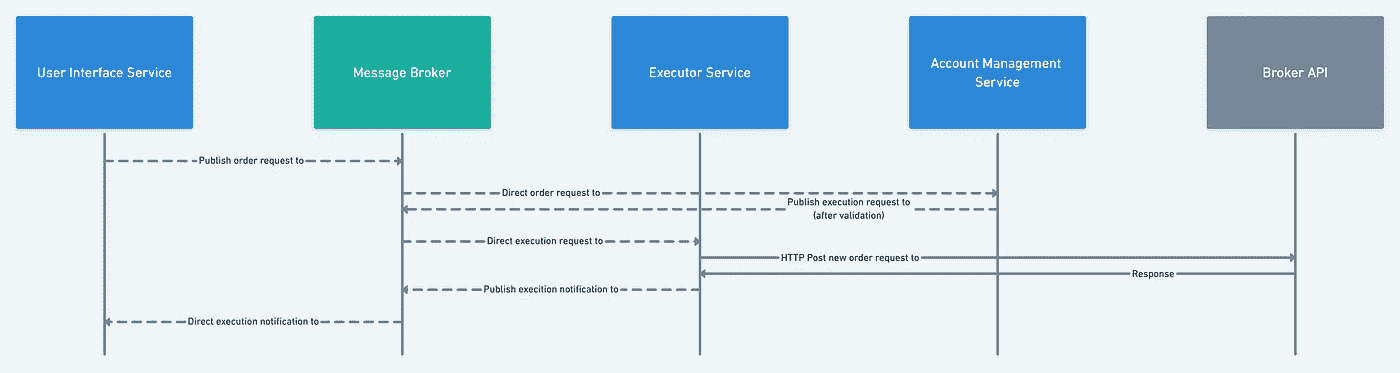 User Interface Service
Message Broker
Executor Service
Account Management
Service
Broker API
Publish order request to
Direct order request to
Publish execution request to
(after validation)
Direct execution request to
HTTP Post new order request to
Response
Publish execition notification to
Direct execution notification to